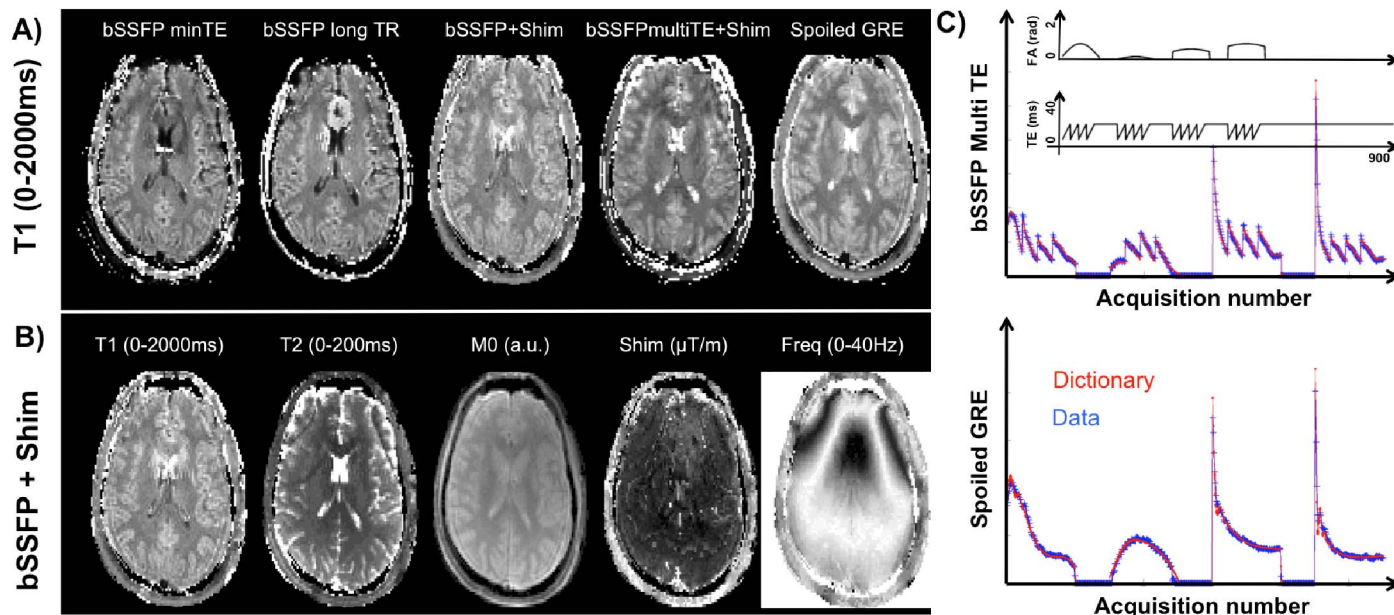 A)
bSSFP minTE
bSSFP long TR
bSSFP+Shim
bSSFPmultiTE+Shim
Spoiled GRE
T1 (0-2000ms)
B)
T1 (0-2000ms)
T2 (0-200ms)
M0 (a.u.)
Shim (µT/m)
Freq (0-40Hz)
bSSFP + Shim
C)
FA (rad)
2
0
TE (ms)
40
0
900
bSSFP Multi TE
Acquisition number
Dictionary
Data
Spoiled GRE
Acquisition number